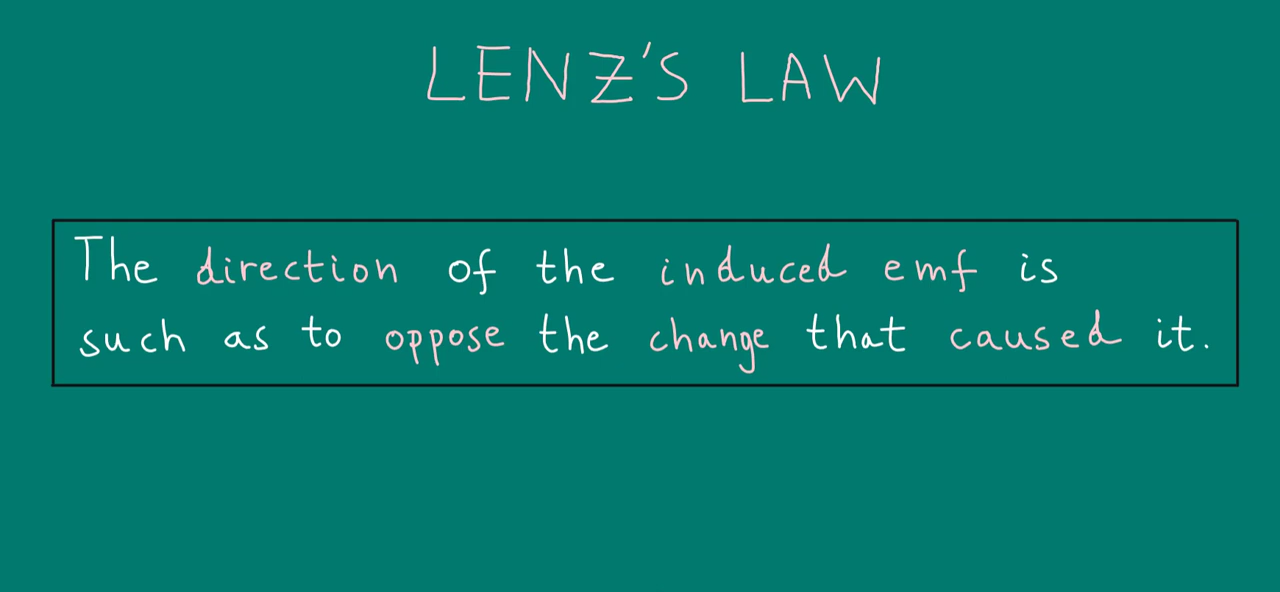 LENZ'S LAW
The direction of the induced emf is
such as to oppose the change that caused it.